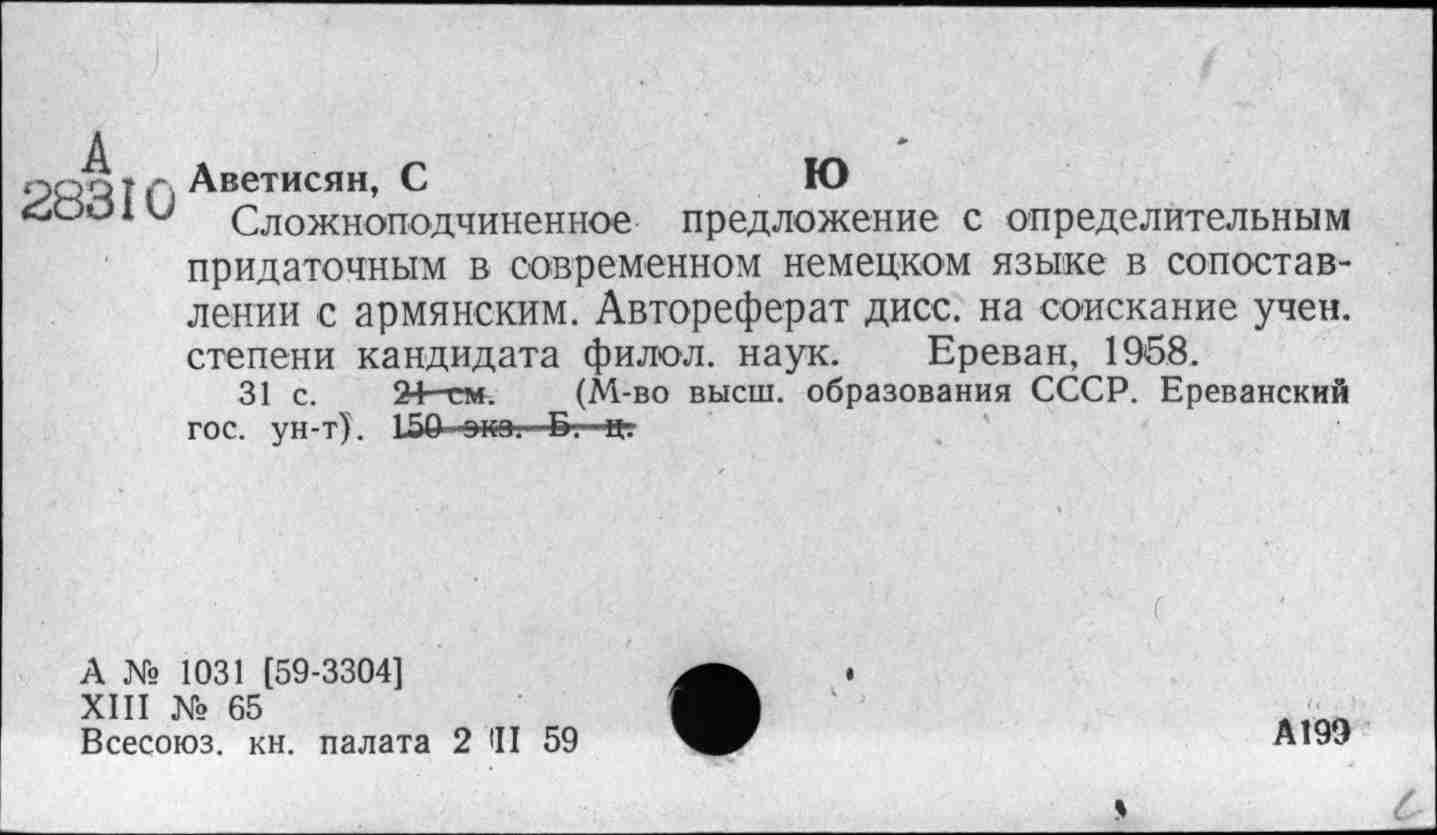 А
28310 Аветисян, С Ю
Сложноподчиненное предложение с определительным
придаточным в современном немецком языке в сопостав-
лении с армянским. Автореферат дисс. на соискание учен.
степени кандидата филол. наук. Ереван, 1958.
31 с. 21 см. (М-во высш. образования СССР. Ереванский
гос. ун-т). 150 экз. Б. ц.
А № 1031 [59-3304]
XIII № 65
Всесоюз. кн. палата 2 II 59
А199